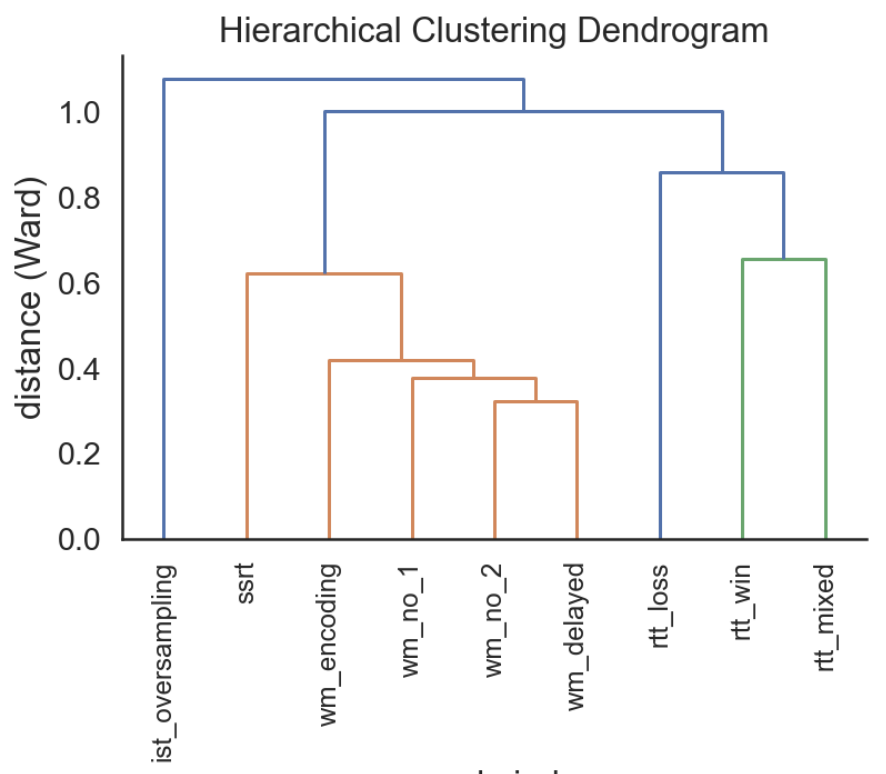 Hierarchical Clustering Dendrogram
distance (Ward)
1.0
0.8
0.6
0.4
0.2
0.0
ist_oversampling
ssrt
wm_encoding
wm_no_1
wm_no_2
wm_delayed
rtt_loss
rtt_win
rtt_mixed